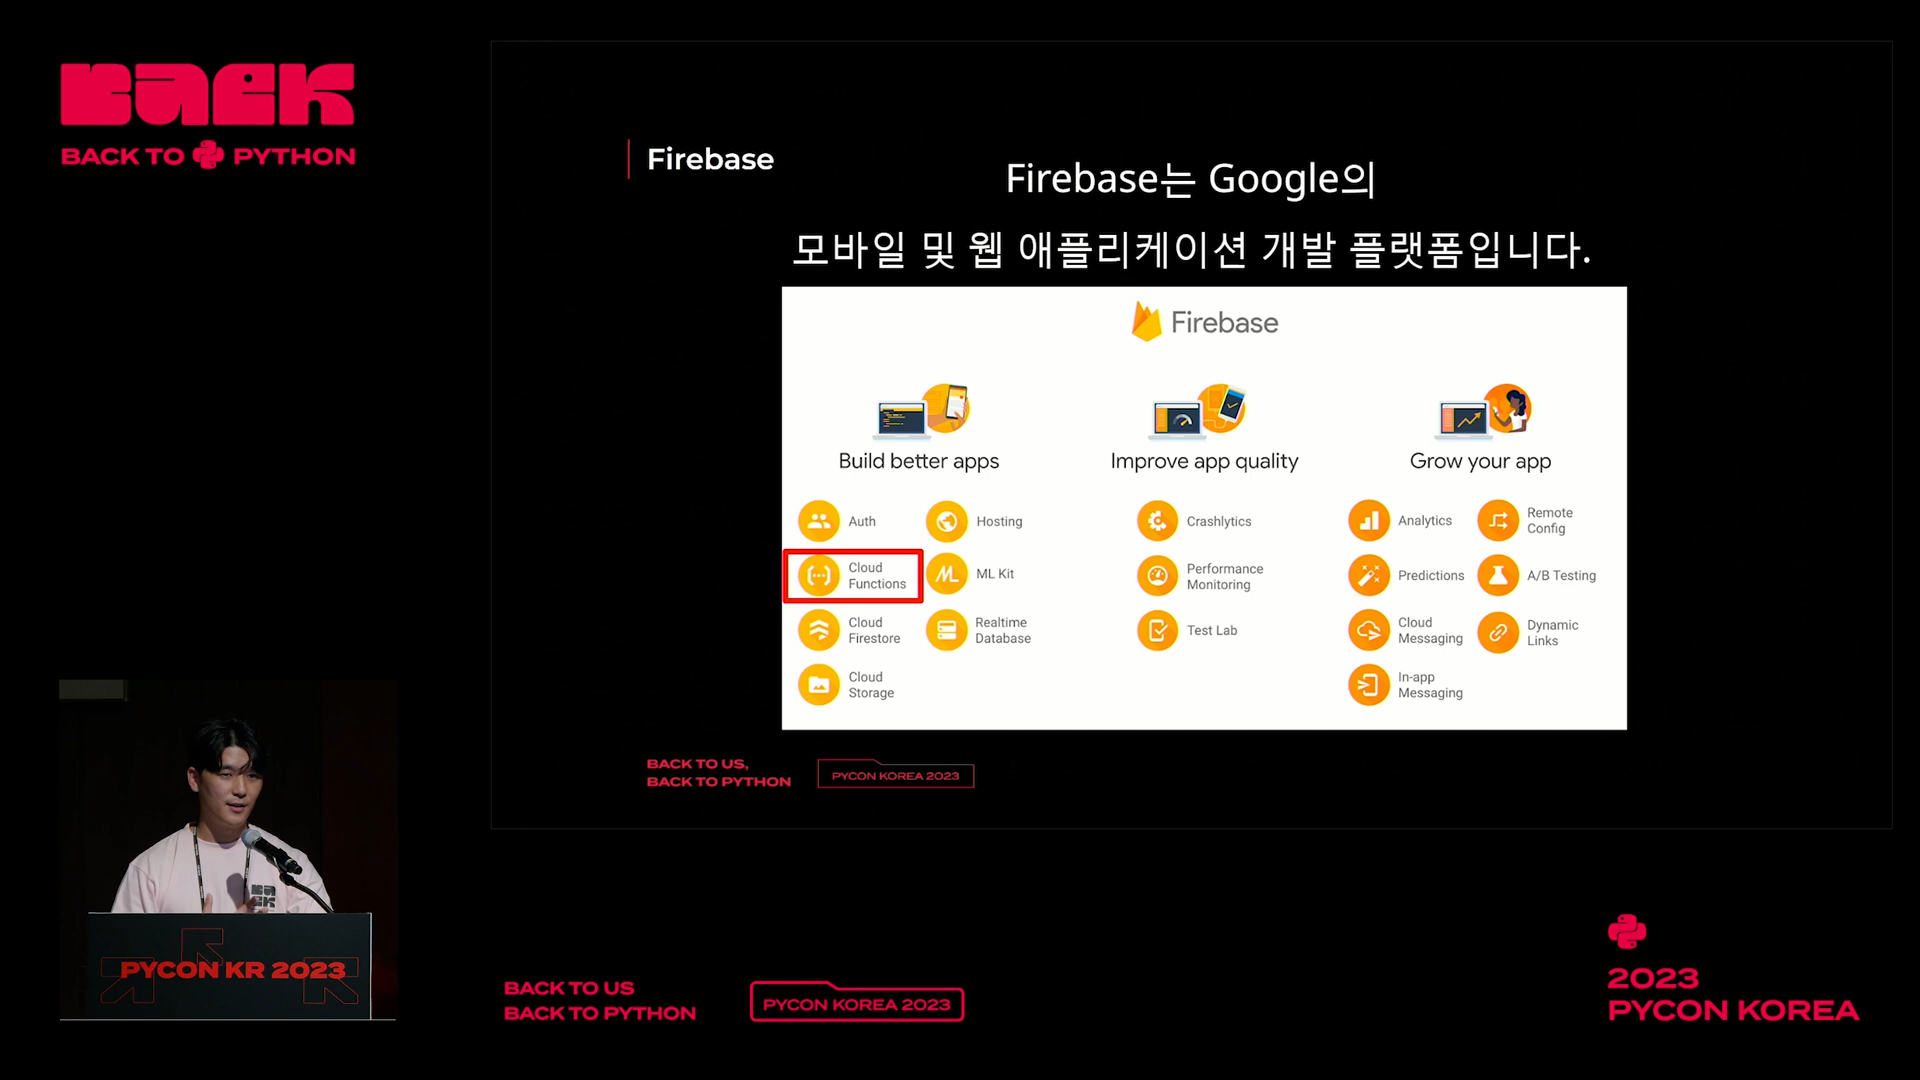 BACK
BACK TO PYTHON
Firebase
Firebase는 Google의
모바일 및 웹 애플리케이션 개발 플랫폼입니다.
Firebase
Build better apps
Auth
Hosting
Cloud
Functions
ML Kit
Cloud
Firestore
Realtime
Database
Cloud
Storage
Improve app quality
Crashlytics
Performance
Monitoring
Test Lab
Grow your app
Analytics
Remote
Config
Predictions
A/B Testing
Cloud
Messaging
Dynamic
Links
In-app
Messaging
BACK TO US,
BACK TO PYTHON
PYCON KOREA 2023
BACK
PYCON KR 2023
BACK TO US
BACK TO PYTHON
PYCON KOREA 2023
2023
PYCON KOREA